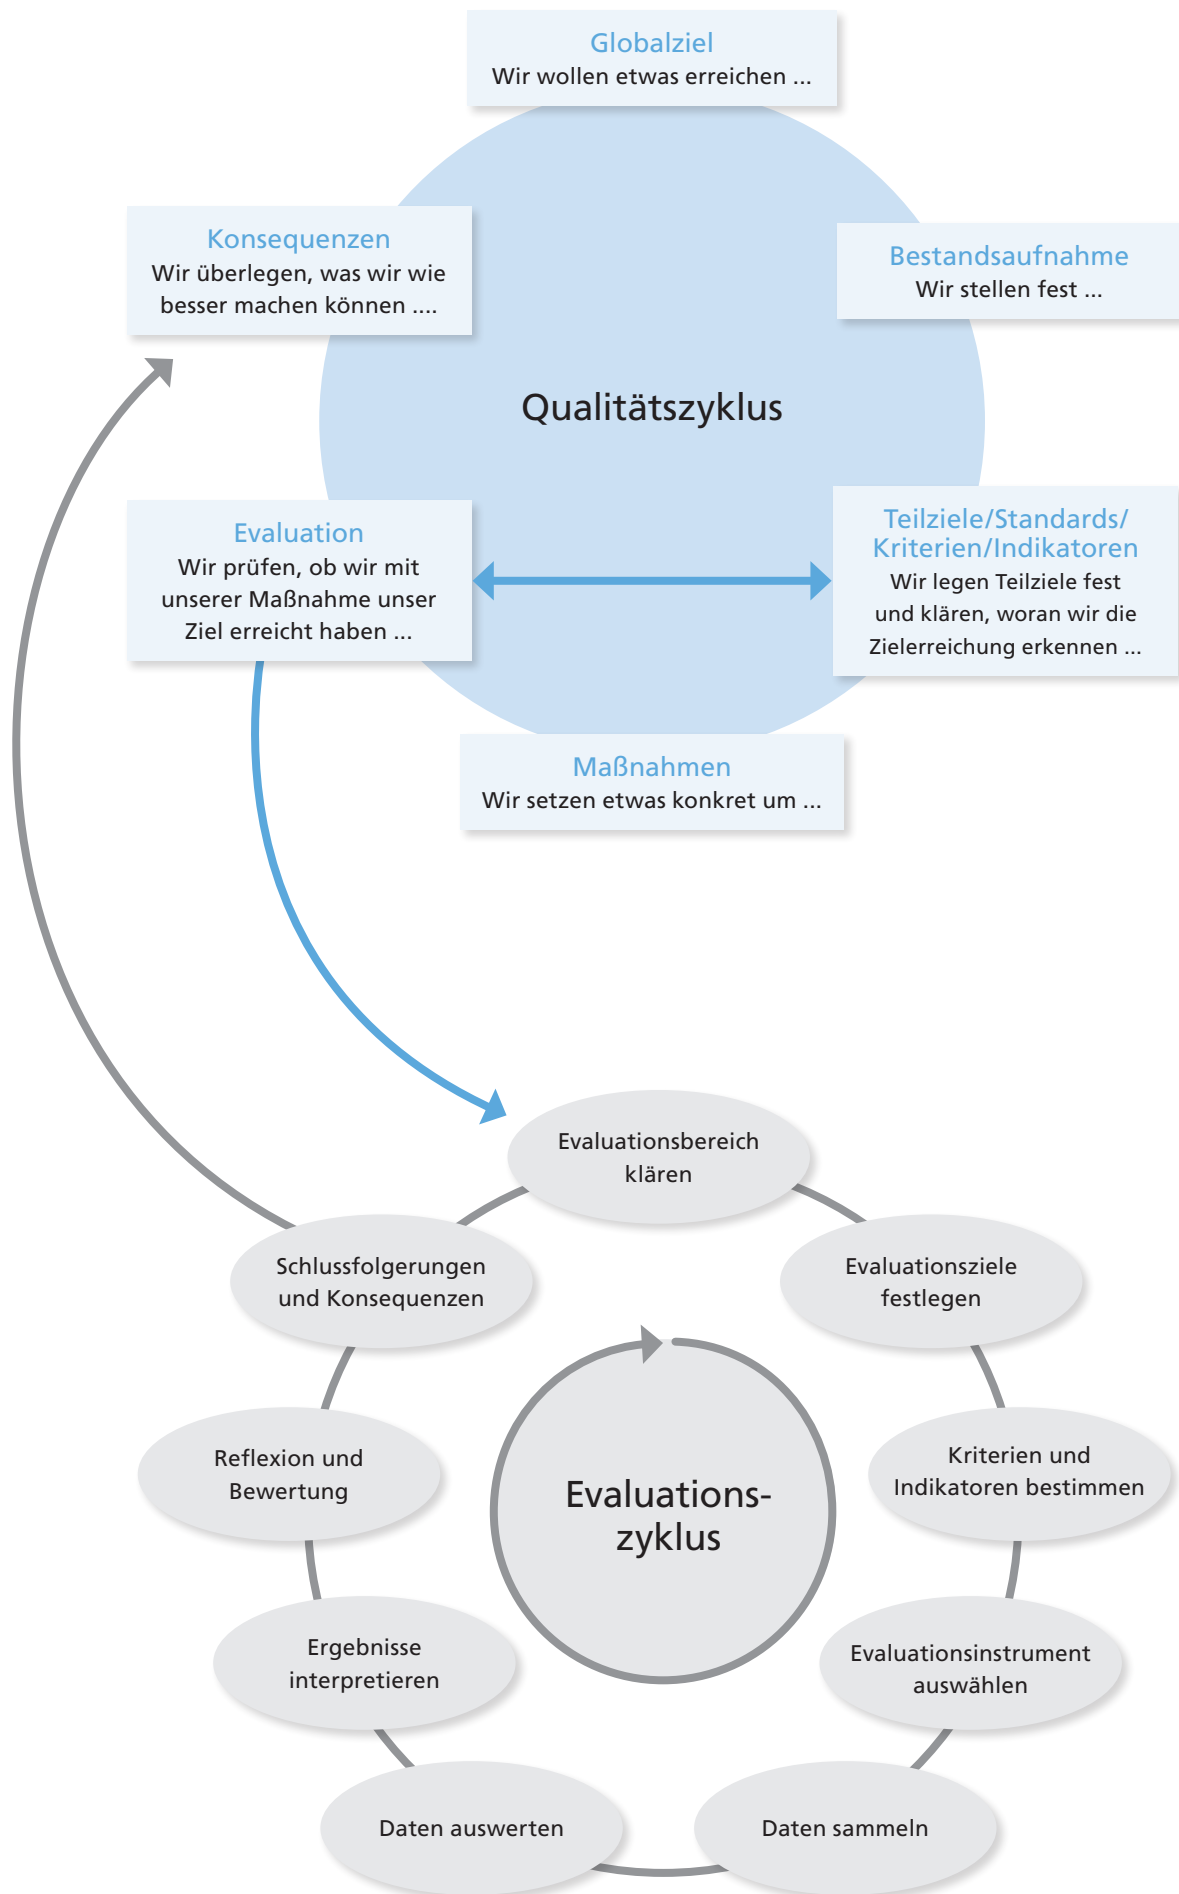 Globalziel
Wir wollen etwas erreichen ...
Konsequenzen
Wir überlegen, was wir wie
besser machen können ....
Bestandsaufnahme
Wir stellen fest ...
Qualitätszyklus
Evaluation
Wir prüfen, ob wir mit
unserer Maßnahme unser
Ziel erreicht haben ...
Teilziele/Standards/
Kriterien/Indikatoren
Wir legen Teilziele fest
und klären, woran wir die
Zielerreichung erkennen ...
Maßnahmen
Wir setzen etwas konkret um ...
Evaluationsbereich
klären
Schlussfolgerungen
und Konsequenzen
Evaluationsziele
festlegen
Reflexion und
Bewertung
Kriterien und
Indikatoren bestimmen
Evaluations-
zyklus
Ergebnisse
interpretieren
Evaluationsinstrument
auswählen
Daten auswerten
Daten sammeln